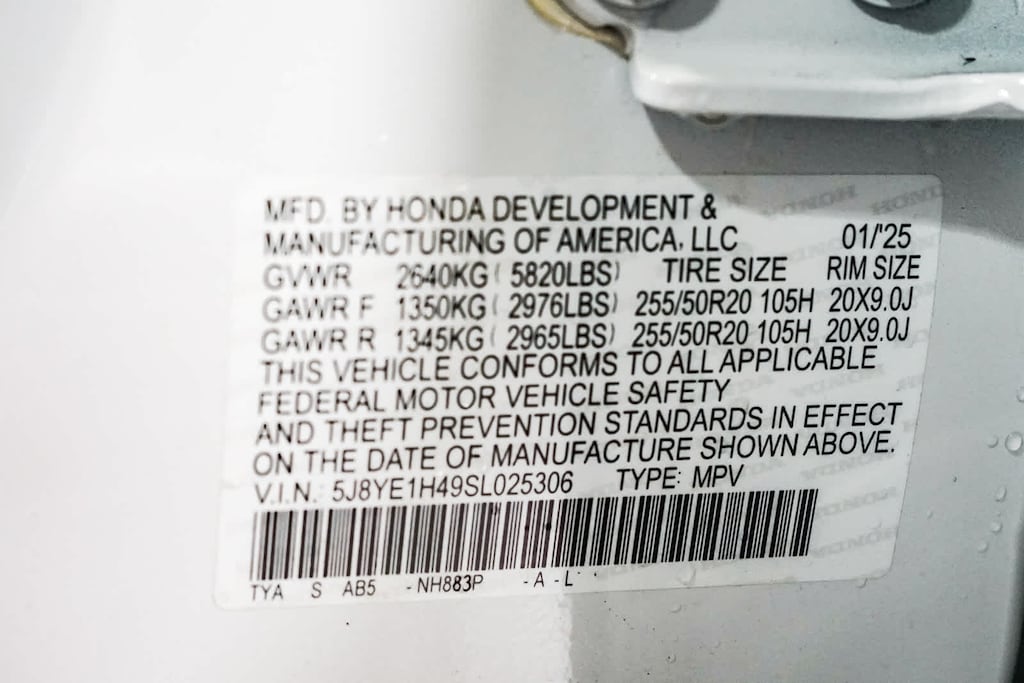 MFD. BY HONDA DEVELOPMENT &
MANUFACTURING OF AMERICA, LLC 01/'25
GVWR 2640KG ( 5820LBS) TIRE SIZE RIM SIZE
GAWR F 1350KG ( 2976LBS) 255/50R20 105H 20X9.0J
GAWR R 1345KG ( 2965LBS) 255/50R20 105H 20X9.0J
THIS VEHICLE CONFORMS TO ALL APPLICABLE
FEDERAL MOTOR VEHICLE SAFETY
AND THEFT PREVENTION STANDARDS IN EFFECT
ON THE DATE OF MANUFACTURE SHOWN ABOVE.
V.I.N.: 5J8YE1H49SL025306 TYPE: MPV
TYA S AB5 -NH883P -A -L